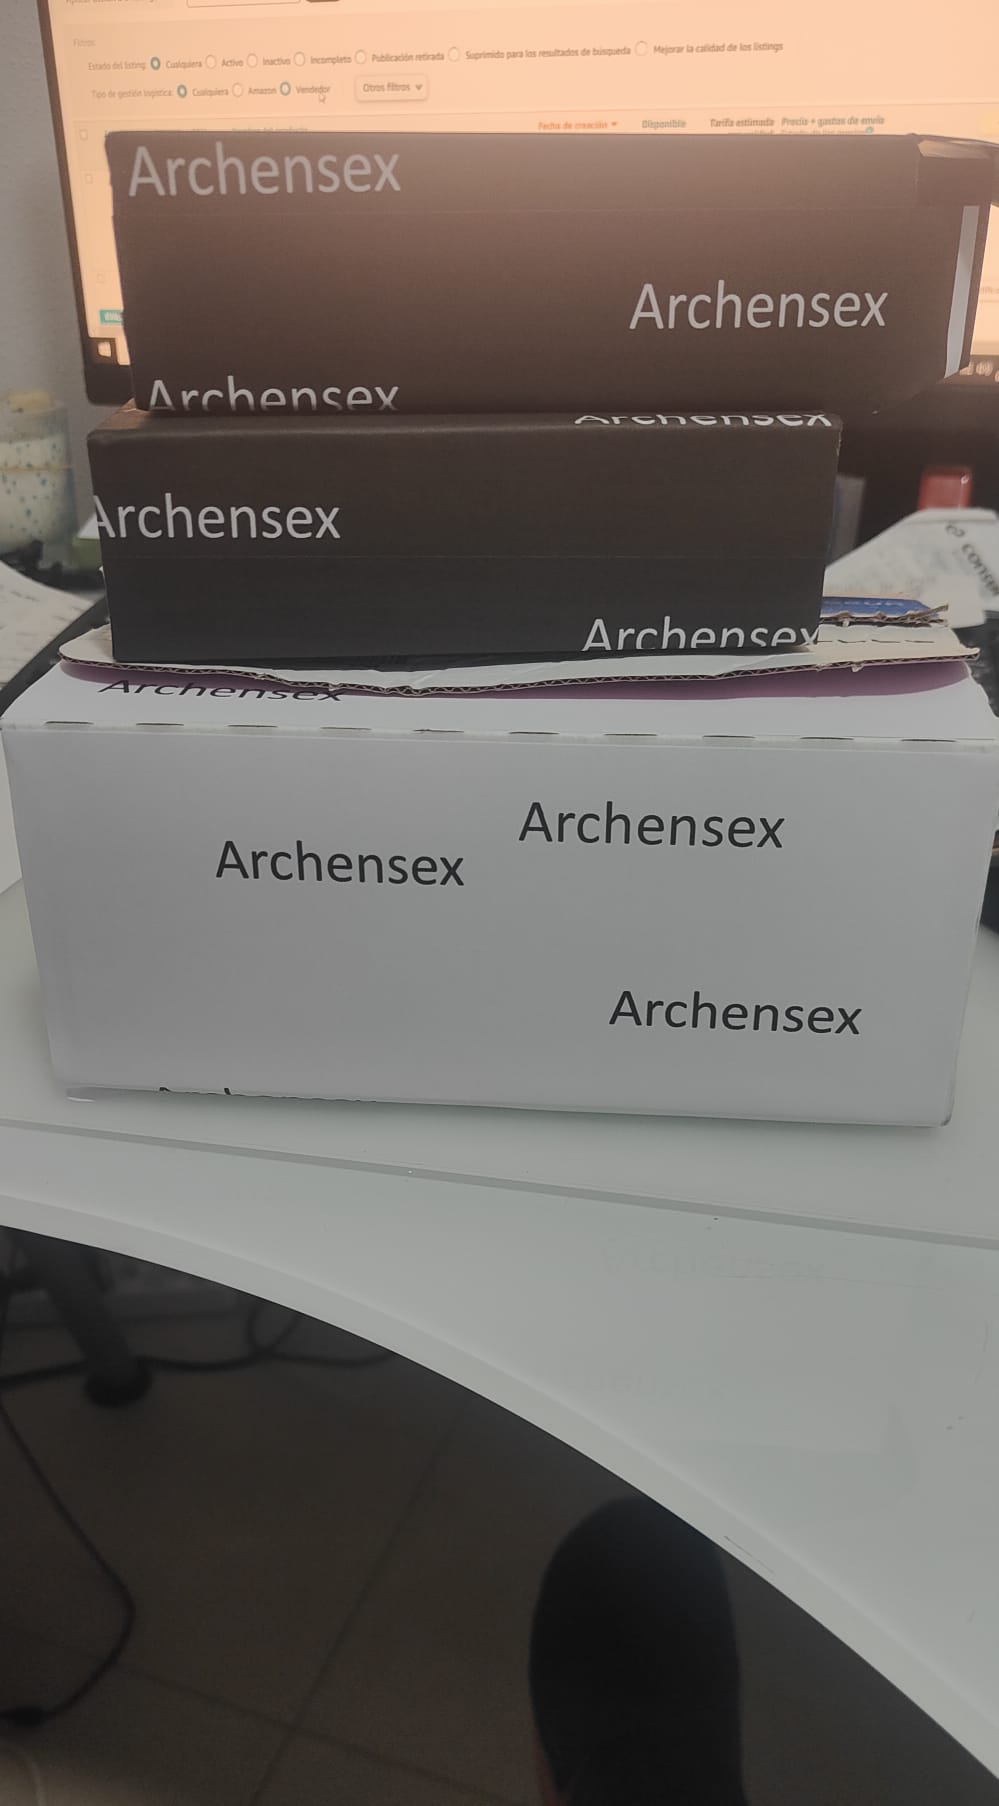 Filtros
Estado del listing: Cualquiera Activo Inactivo Incompleto Publicación retirada Suprimido para los resultados de búsqueda Mejorar la calidad de los listings
Tipo de gestión logística: Cualquiera Amazon Vendedor Otros filtros
Fecha de creación Disponible Tarifa estimada Precio + gastos de envío
Archensex
Archensex
Archensex
Archensex
Archensex
Archensex
Archensex
Archensex
Archensex
Archensex